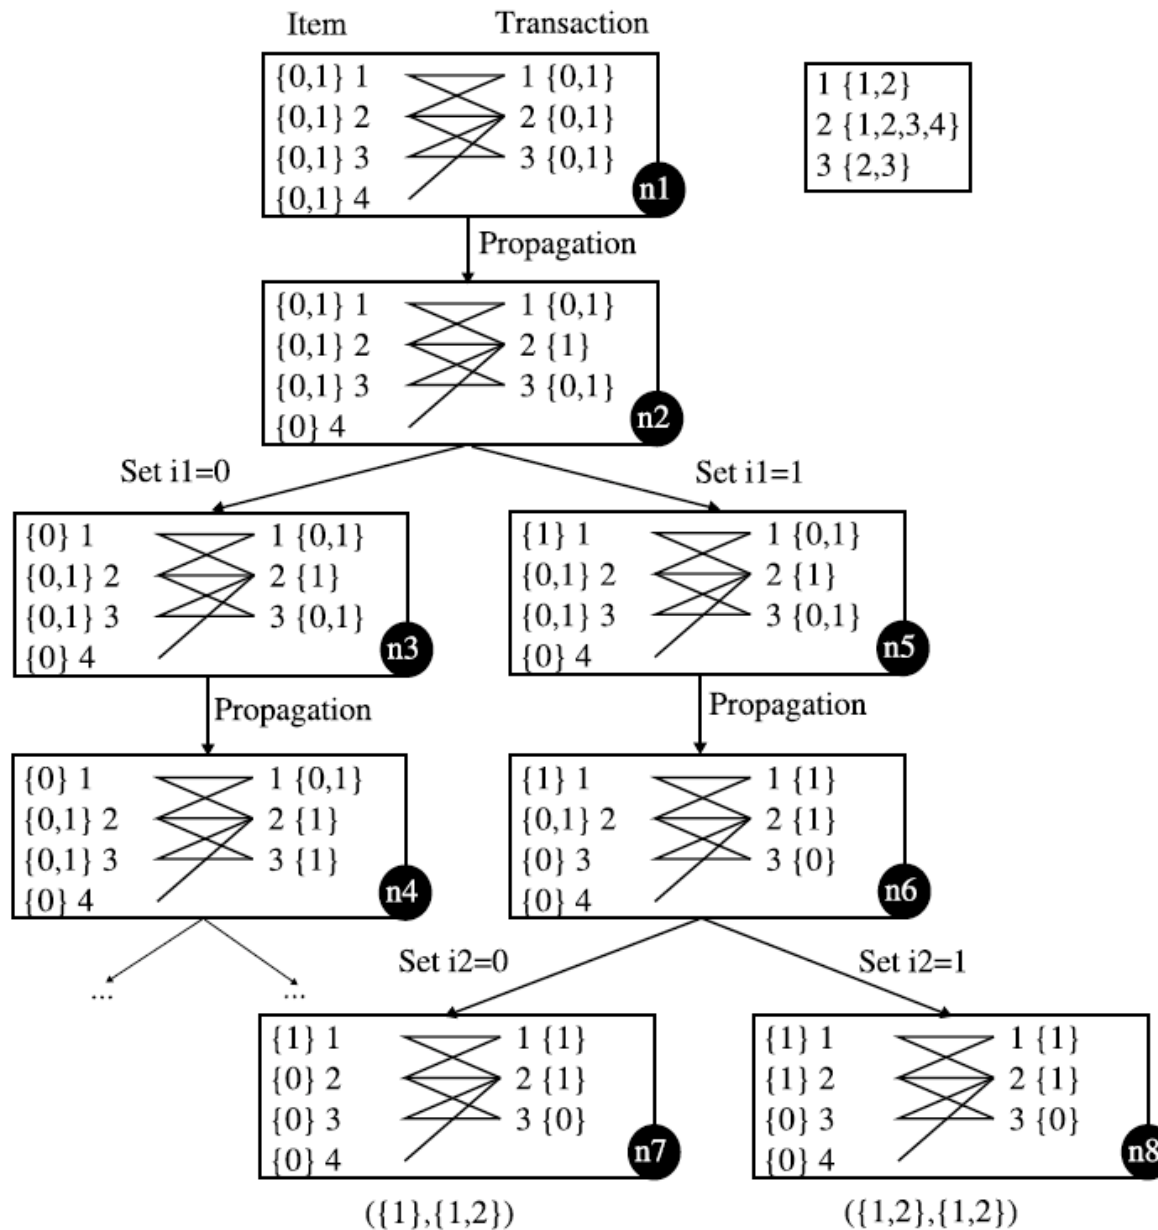 Item Transaction
{0,1} 1 1 {0,1}
{0,1} 2 2 {0,1}
{0,1} 3 3 {0,1}
{0,1} 4
n1
1 {1,2}
2 {1,2,3,4}
3 {2,3}
Propagation
{0,1} 1 1 {0,1}
{0,1} 2 2 {1}
{0,1} 3 3 {0,1}
{0} 4
n2
Set i1=0
Set i1=1
{0} 1 1 {0,1}
{0,1} 2 2 {1}
{0,1} 3 3 {0,1}
{0} 4
n3
{1} 1 1 {0,1}
{0,1} 2 2 {1}
{0,1} 3 3 {0,1}
{0} 4
n5
Propagation
Propagation
{0} 1 1 {0,1}
{0,1} 2 2 {1}
{0,1} 3 3 {1}
{0} 4
n4
{1} 1 1 {1}
{0,1} 2 2 {1}
{0} 3 3 {0}
{0} 4
n6
... ...
Set i2=0
Set i2=1
{1} 1 1 {1}
{0} 2 2 {1}
{0} 3 3 {0}
{0} 4
n7
{1} 1 1 {1}
{1} 2 2 {1}
{0} 3 3 {0}
{0} 4
n8
({1},{1,2})
({1,2},{1,2})